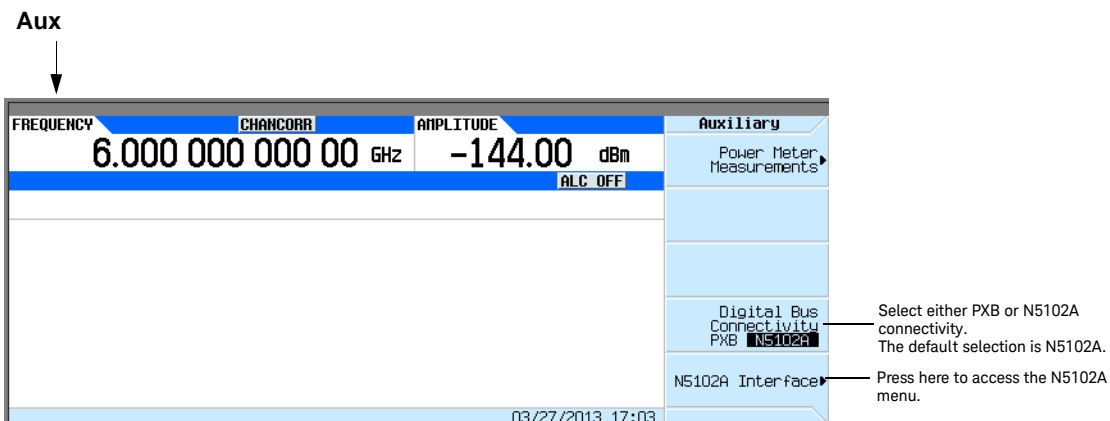 Aux
FREQUENCY CHANCORR AMPLITUDE
6.000 000 000 00 GHz -144.00 dBm
ALC OFF
Auxiliary
Power Meter
Measurements
Digital Bus
Connectivity
PXB N5102A
N5102A Interface
Select either PXB or N5102A
connectivity.
The default selection is N5102A.
Press here to access the N5102A
menu.
03/27/2013 17:03